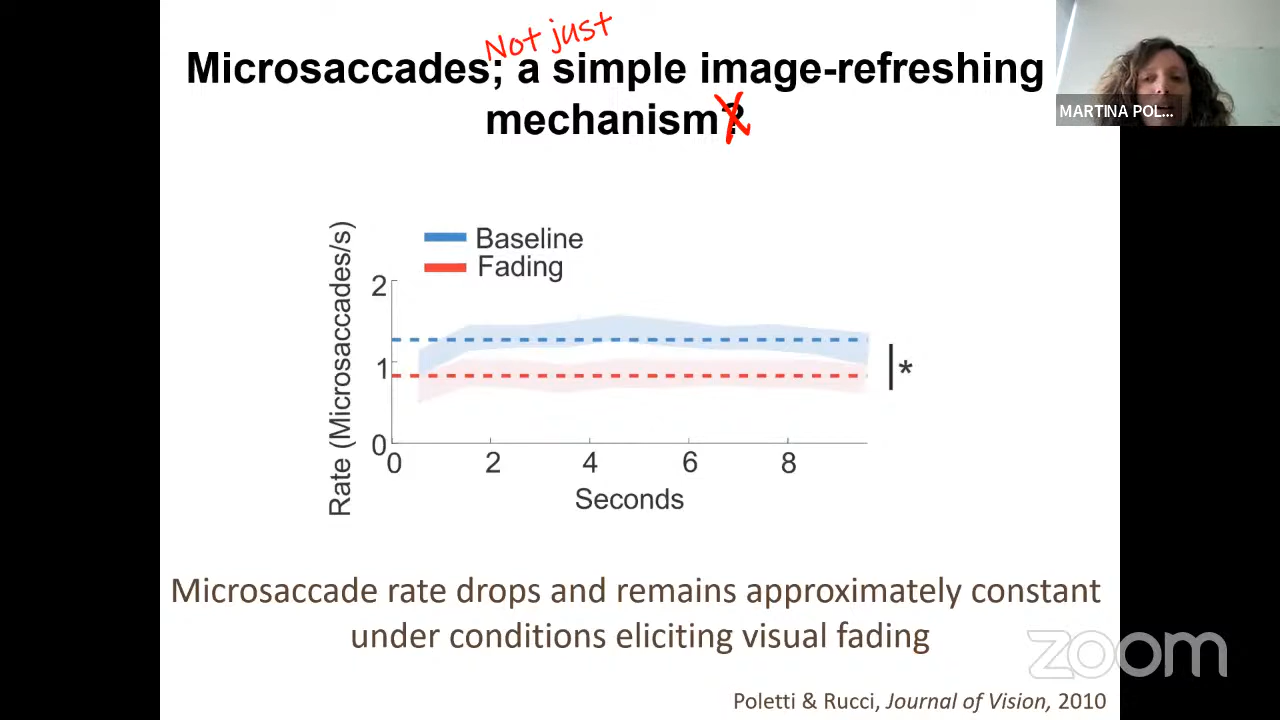 Not just
Microsaccades; a simple image-refreshing
mechanism?
MARTINA POL...
Rate (Microsaccades/s)
Baseline
Fading
2
1
0
0 2 4 6 8
Seconds
*
Microsaccade rate drops and remains approximately constant
under conditions eliciting visual fading
zoom
Poletti & Rucci, Journal of Vision, 2010